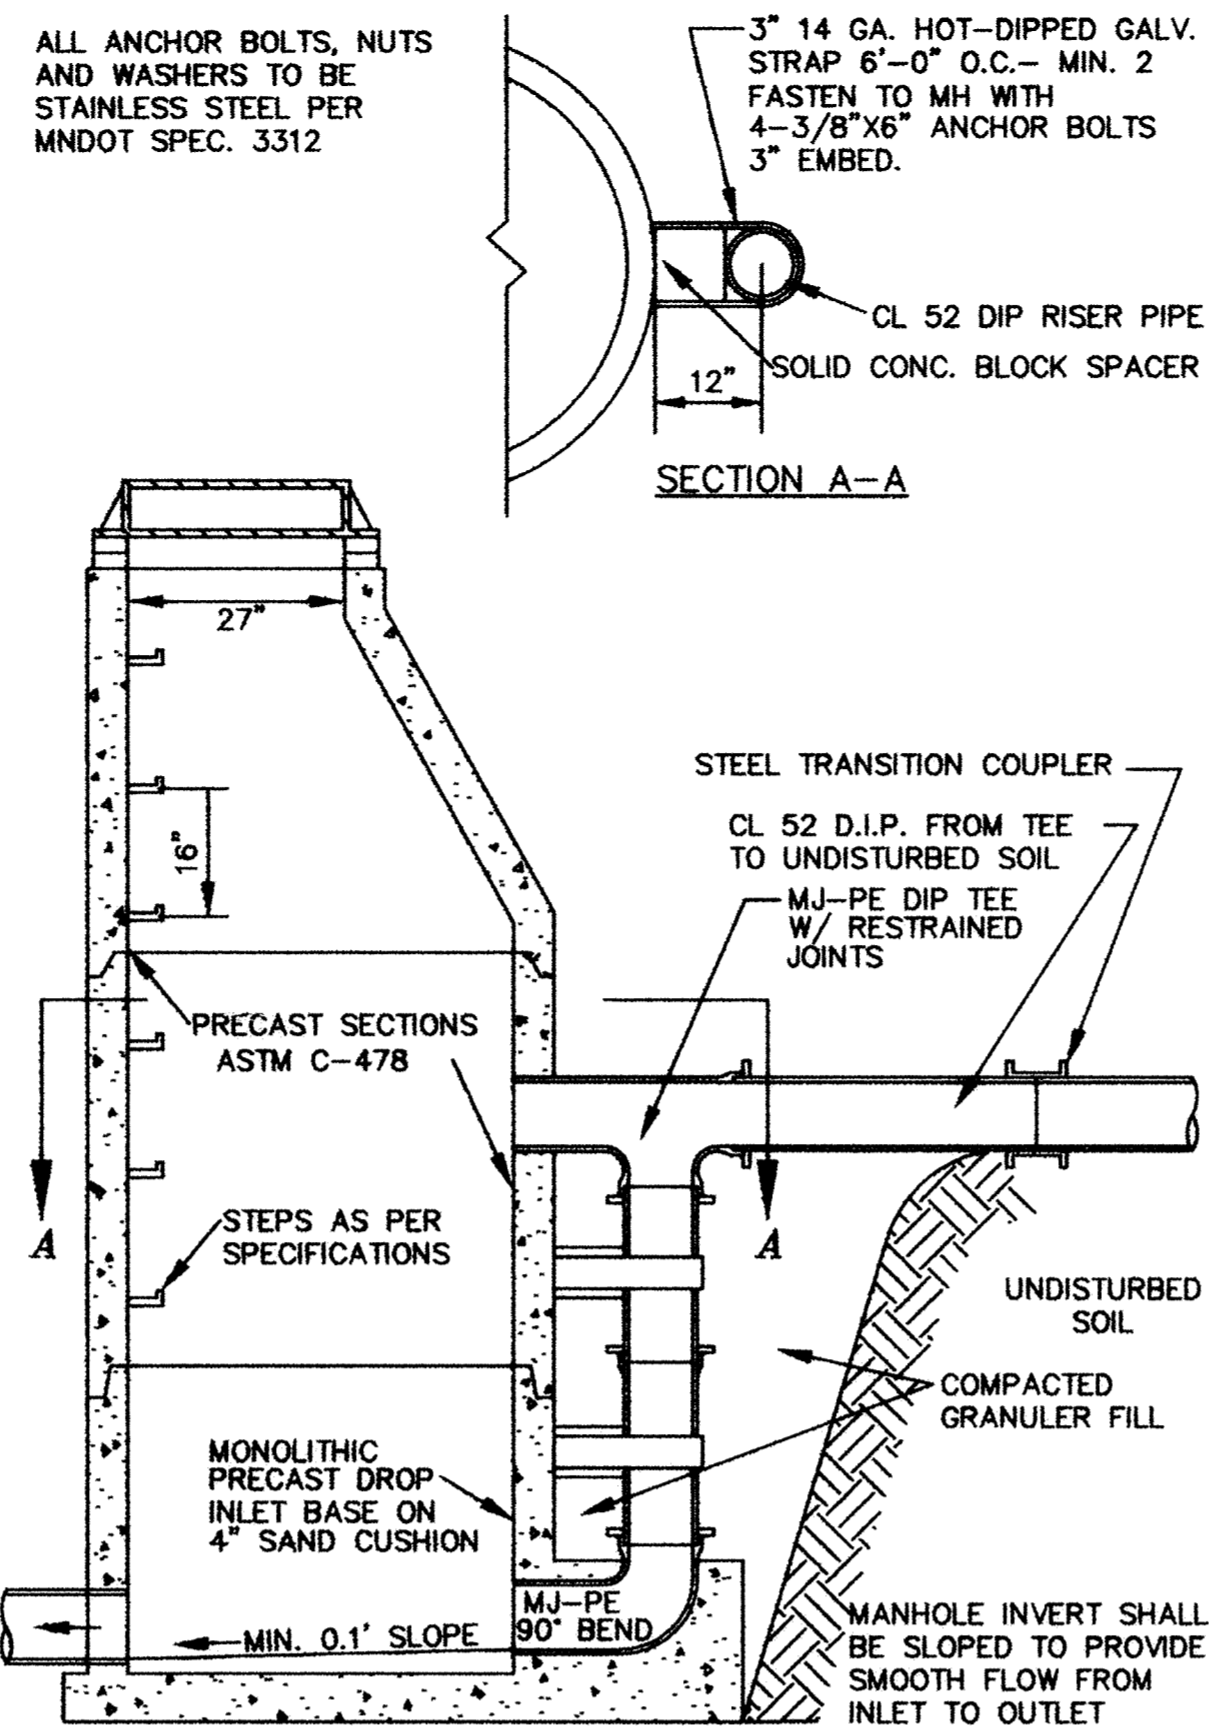 ALL ANCHOR BOLTS, NUTS
AND WASHERS TO BE
STAINLESS STEEL PER
MNDOT SPEC. 3312
3" 14 GA. HOT-DIPPED GALV.
STRAP 6'-0" O.C.- MIN. 2
FASTEN TO MH WITH
4-3/8"X6" ANCHOR BOLTS
3" EMBED.
CL 52 DIP RISER PIPE
SOLID CONC. BLOCK SPACER
12"
SECTION A-A
27"
16"
STEEL TRANSITION COUPLER
CL 52 D.I.P. FROM TEE
TO UNDISTURBED SOIL
MJ-PE DIP TEE
W/ RESTRAINED
JOINTS
PRECAST SECTIONS
ASTM C-478
A
A
STEPS AS PER
SPECIFICATIONS
UNDISTURBED
SOIL
COMPACTED
GRANULER FILL
MONOLITHIC
PRECAST DROP
INLET BASE ON
4" SAND CUSHION
MJ-PE
90° BEND
MIN. 0.1' SLOPE
MANHOLE INVERT SHALL
BE SLOPED TO PROVIDE
SMOOTH FLOW FROM
INLET TO OUTLET